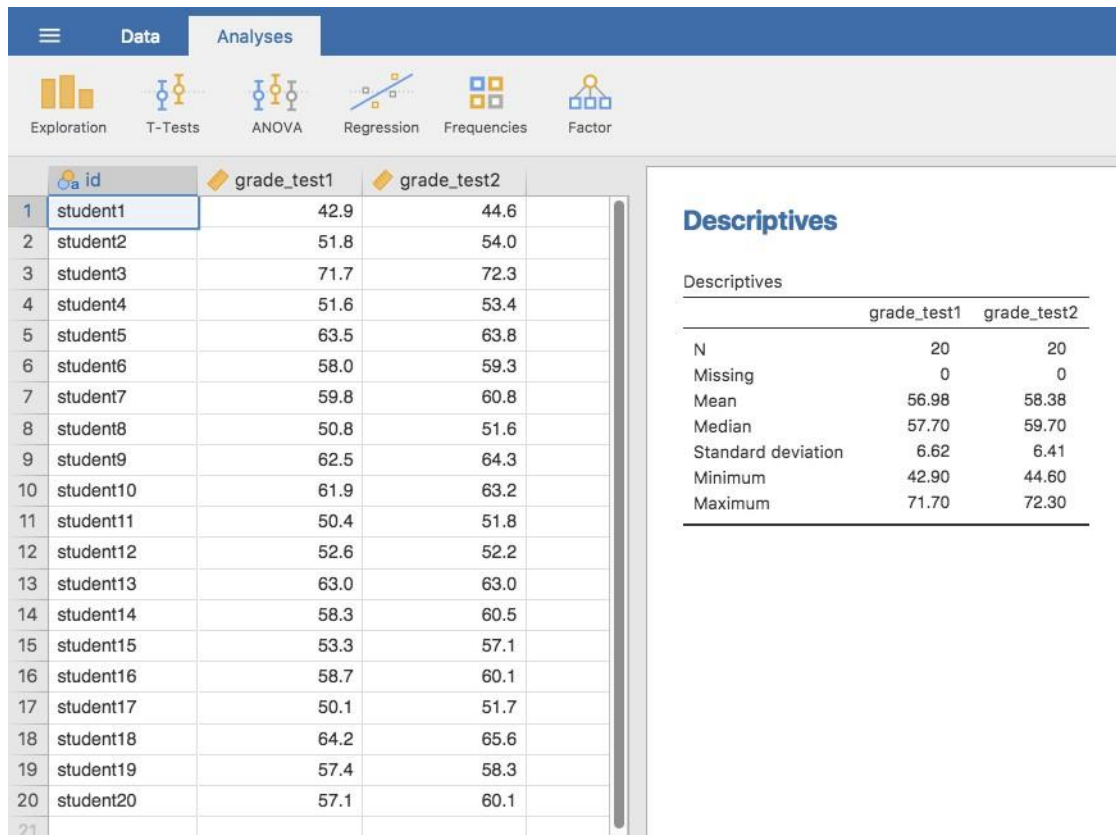 Data Analyses
Exploration T-Tests ANOVA Regression Frequencies Factor
a id grade_test1 grade_test2
1 student1 42.9 44.6
2 student2 51.8 54.0
3 student3 71.7 72.3
4 student4 51.6 53.4
5 student5 63.5 63.8
6 student6 58.0 59.3
7 student7 59.8 60.8
8 student8 50.8 51.6
9 student9 62.5 64.3
10 student10 61.9 63.2
11 student11 50.4 51.8
12 student12 52.6 52.2
13 student13 63.0 63.0
14 student14 58.3 60.5
15 student15 53.3 57.1
16 student16 58.7 60.1
17 student17 50.1 51.7
18 student18 64.2 65.6
19 student19 57.4 58.3
20 student20 57.1 60.1
21
Descriptives
Descriptives
grade_test1 grade_test2
N 20 20
Missing 0 0
Mean 56.98 58.38
Median 57.70 59.70
Standard deviation 6.62 6.41
Minimum 42.90 44.60
Maximum 71.70 72.30